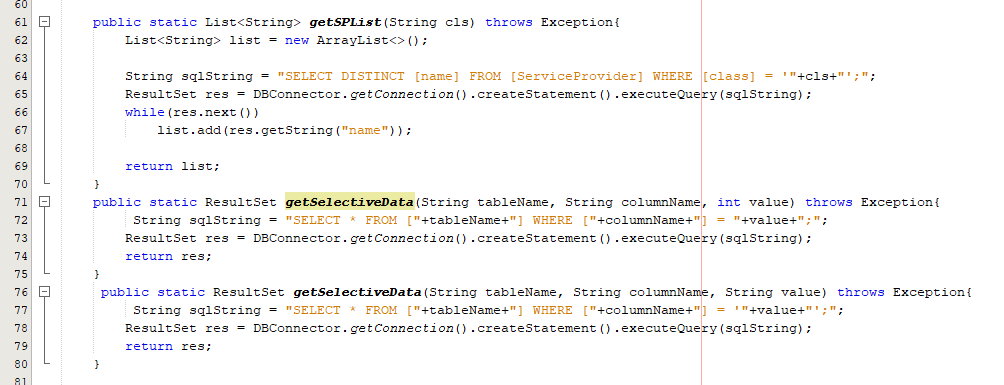 60
61 public static List<String> getSPList(String cls) throws Exception{
62 List<String> list = new ArrayList<>();
63
64 String sqlString = "SELECT DISTINCT [name] FROM [ServiceProvider] WHERE [class] = '"+cls+"';";
65 ResultSet res = DBConnector.getConnection().createStatement().executeQuery(sqlString);
66 while(res.next())
67 list.add(res.getString("name"));
68
69 return list;
70 }
71 public static ResultSet getSelectiveData(String tableName, String columnName, int value) throws Exception{
72 String sqlString = "SELECT * FROM ["+tableName+"] WHERE ["+columnName+"] = "+value+";";
73 ResultSet res = DBConnector.getConnection().createStatement().executeQuery(sqlString);
74 return res;
75 }
76 public static ResultSet getSelectiveData(String tableName, String columnName, String value) throws Exception{
77 String sqlString = "SELECT * FROM ["+tableName+"] WHERE ["+columnName+"] = '"+value+"';";
78 ResultSet res = DBConnector.getConnection().createStatement().executeQuery(sqlString);
79 return res;
80 }
81